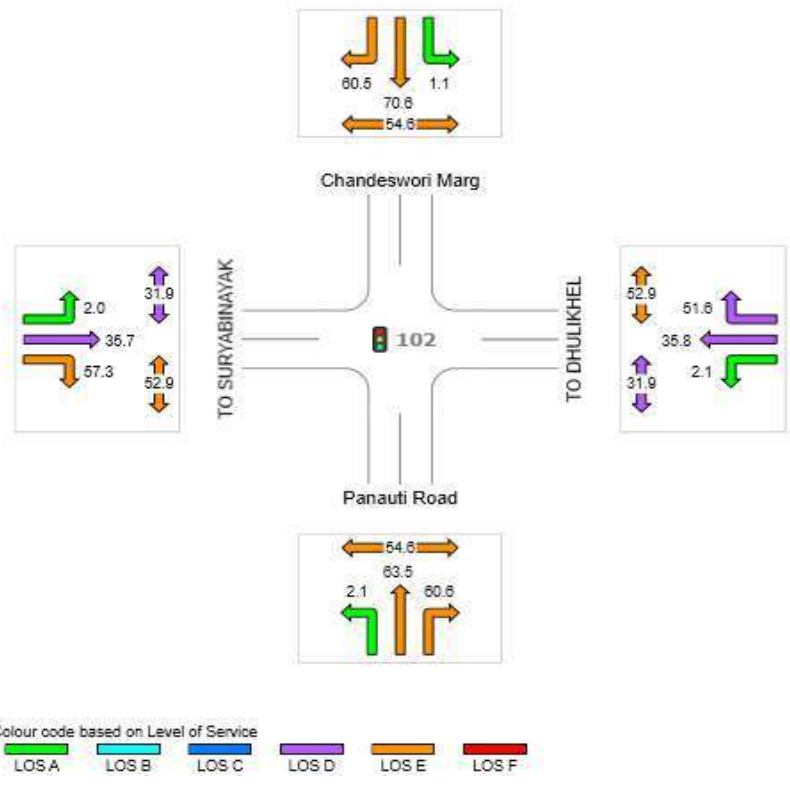 60.5 1.1
70.6
54.6
Chandeswori Marg
TO SURYABINAYAK
TO DHULIKHEL
31.9
2.0
35.7
57.3
52.9
102
52.9
51.6
35.8
31.9
2.1
Panauti Road
54.6
63.5
2.1 60.6
Colour code based on Level of Service
LOS A LOS B LOS C LOS D LOS E LOS F